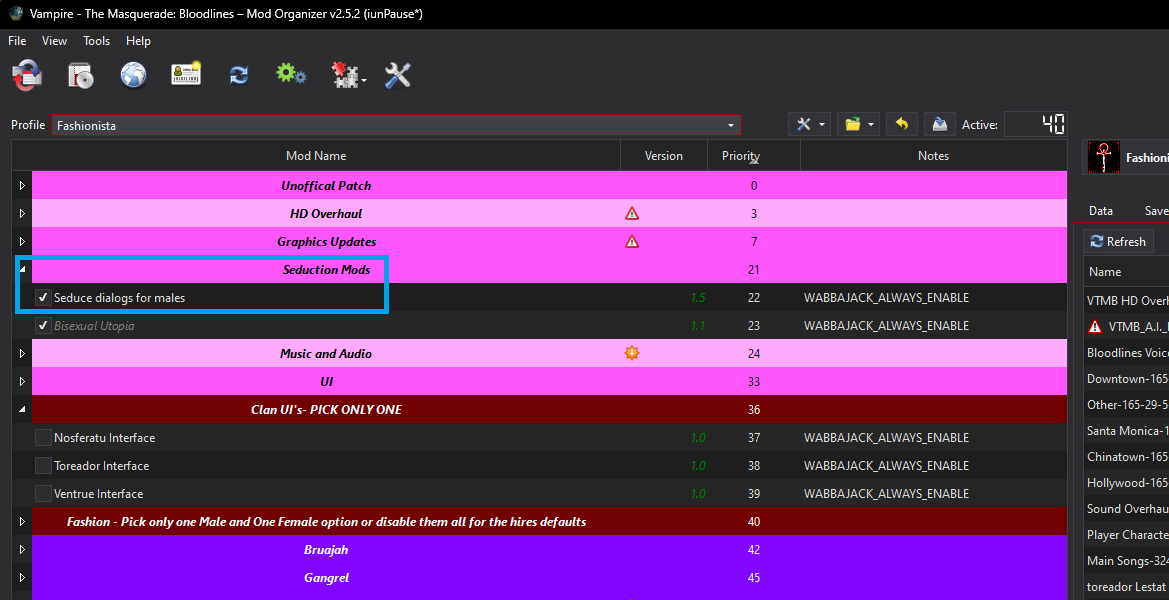 Vampire - The Masquerade: Bloodlines – Mod Organizer v2.5.2 (iunPause*)
File View Tools Help
Profile Fashionista Active: 40
Mod Name Version Priority Notes
Unoffical Patch 0
HD Overhaul 3
Graphics Updates 7
Seduction Mods 21
Seduce dialogs for males 1.5 22 WABBAJACK_ALWAYS_ENABLE
Bisexual Utopia 1.1 23 WABBAJACK_ALWAYS_ENABLE
Music and Audio 24
UI 33
Clan UI's- PICK ONLY ONE 36
Nosferatu Interface 1.0 37 WABBAJACK_ALWAYS_ENABLE
Toreador Interface 1.0 38 WABBAJACK_ALWAYS_ENABLE
Ventrue Interface 1.0 39 WABBAJACK_ALWAYS_ENABLE
Fashion - Pick only one Male and One Female option or disable them all for the hires defaults 40
Bruajah 42
Gangrel 45
Fashioni
Data Save
Refresh
Name
VTMB HD Overh
VTMB_A.I._
Bloodlines Voice
Downtown-165
Other-165-29-5
Santa Monica-1
Chinatown-165
Hollywood-165
Sound Overhau
Player Characte
Main Songs-324
toreador Lestat